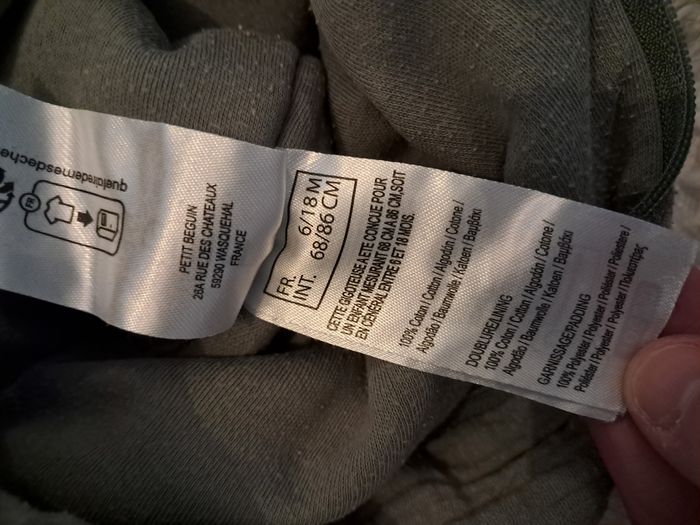 quefairedemesdeche
FR
PETIT BEGUIN
28A RUE DES CHATEAUX
59290 WASQUEHAL
FRANCE
FR. 6/18 M
INT. 68/86 CM
CETTE GIGOTEUSE A ETE CONCUE POUR
UN ENFANT MESURANT 68 CM A 86 CM, SOIT
EN GENERAL ENTRE 6 ET 18 MOIS.
100% Coton / Cotton / Algodón / Cotone /
Algodão / Baumwolle / Katoen / Βαμβάκι
DOUBLURE/LINING
100% Coton / Cotton / Algodón / Cotone /
Algodão / Baumwolle / Katoen / Βαμβάκι
GARNISSAGE/PADDING
100% Polyester / Polyester / Poliéster / Poliestere /
Poliéster / Polyester / Polyester / Πολυεστέρας